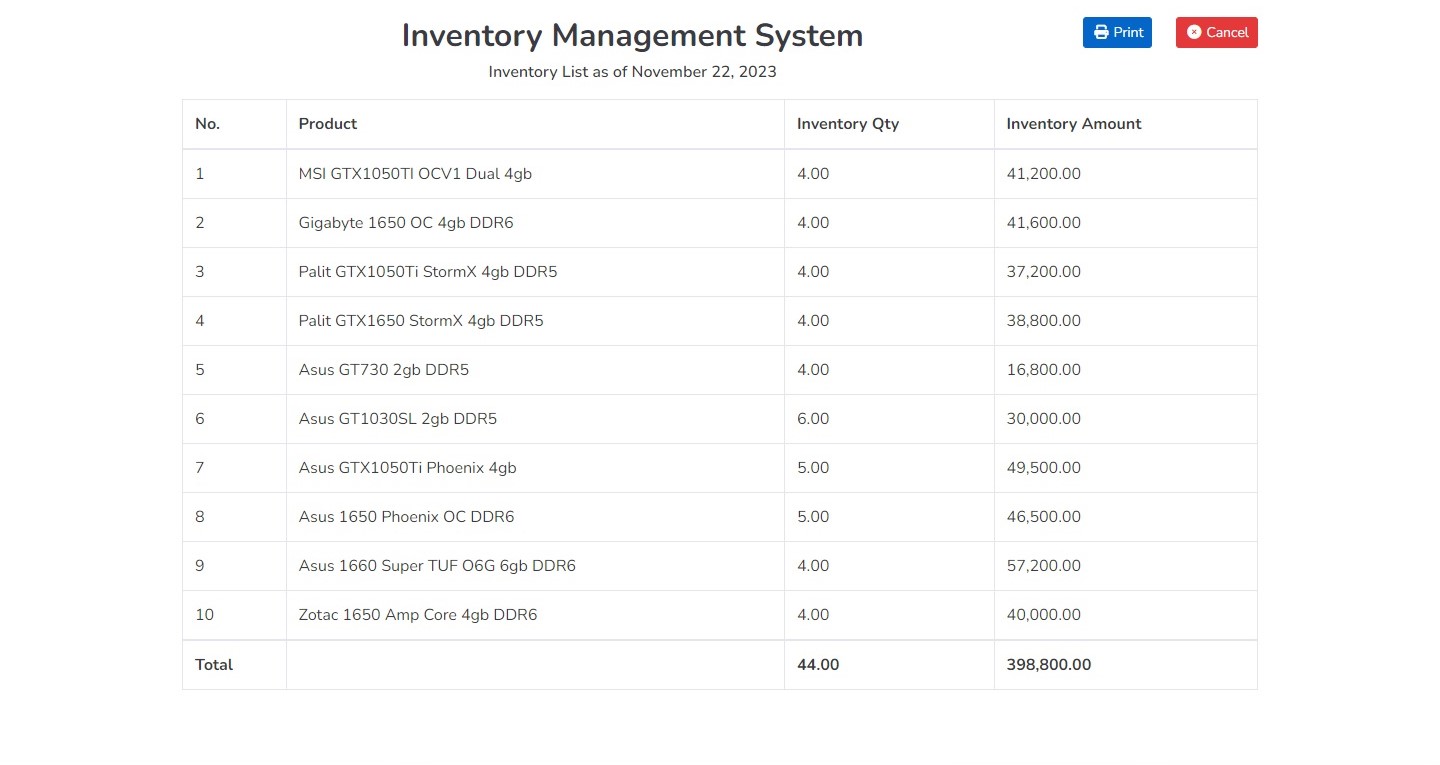 Inventory Management System
Print
Cancel
Inventory List as of November 22, 2023
No. Product Inventory Qty Inventory Amount
1 MSI GTX1050TI OCV1 Dual 4gb 4.00 41,200.00
2 Gigabyte 1650 OC 4gb DDR6 4.00 41,600.00
3 Palit GTX1050Ti StormX 4gb DDR5 4.00 37,200.00
4 Palit GTX1650 StormX 4gb DDR5 4.00 38,800.00
5 Asus GT730 2gb DDR5 4.00 16,800.00
6 Asus GT1030SL 2gb DDR5 6.00 30,000.00
7 Asus GTX1050Ti Phoenix 4gb 5.00 49,500.00
8 Asus 1650 Phoenix OC DDR6 5.00 46,500.00
9 Asus 1660 Super TUF O6G 6gb DDR6 4.00 57,200.00
10 Zotac 1650 Amp Core 4gb DDR6 4.00 40,000.00
Total 44.00 398,800.00